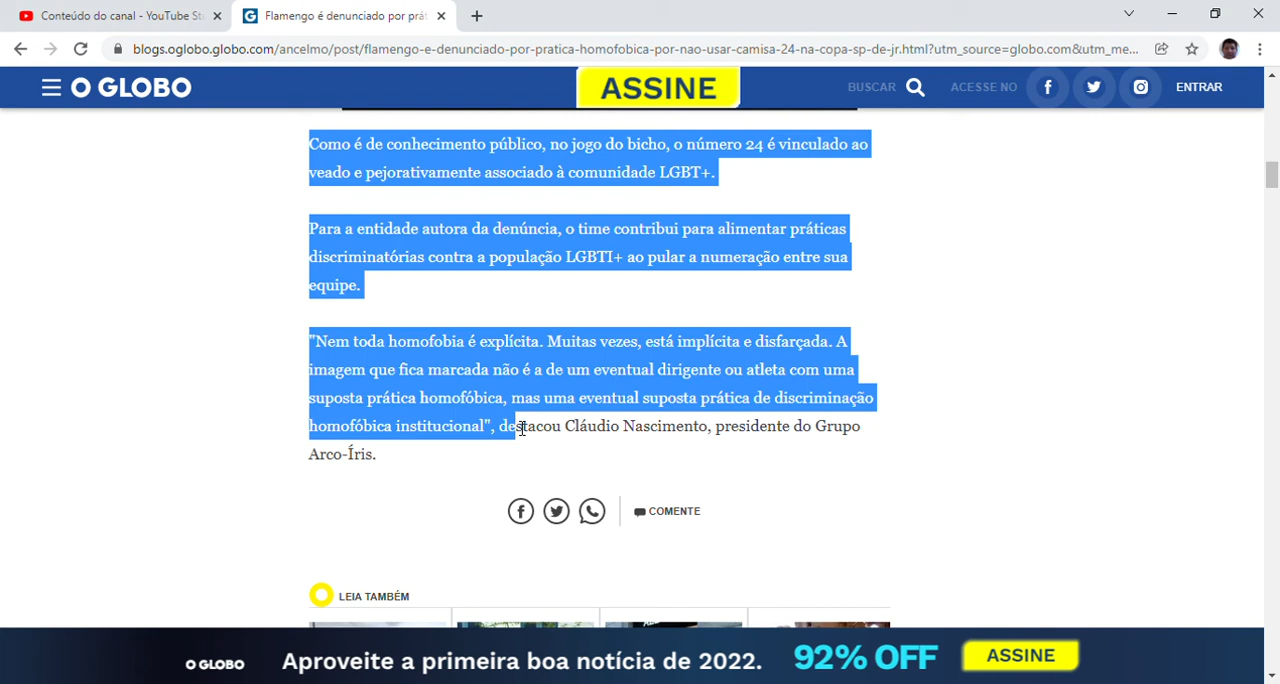 Conteúdo do canal - YouTube St
Flamengo é denunciado por prát
blogs.oglobo.globo.com/ancelmo/post/flamengo-e-denunciado-por-pratica-homofobica-por-nao-usar-camisa-24-na-copa-sp-de-jr.html?utm_source=globo.com&utm_me...
O GLOBO
ASSINE
BUSCAR
ACESSE NO
ENTRAR
Como é de conhecimento público, no jogo do bicho, o número 24 é vinculado ao
veado e pejorativamente associado à comunidade LGBT+.
Para a entidade autora da denúncia, o time contribui para alimentar práticas
discriminatórias contra a população LGBTI+ ao pular a numeração entre sua
equipe.
"Nem toda homofobia é explícita. Muitas vezes, está implícita e disfarçada. A
imagem que fica marcada não é a de um eventual dirigente ou atleta com uma
suposta prática homofóbica, mas uma eventual suposta prática de discriminação
homofóbica institucional", destacou Cláudio Nascimento, presidente do Grupo
Arco-Íris.
COMENTE
LEIA TAMBÉM
O GLOBO
Aproveite a primeira boa notícia de 2022.
92% OFF
ASSINE